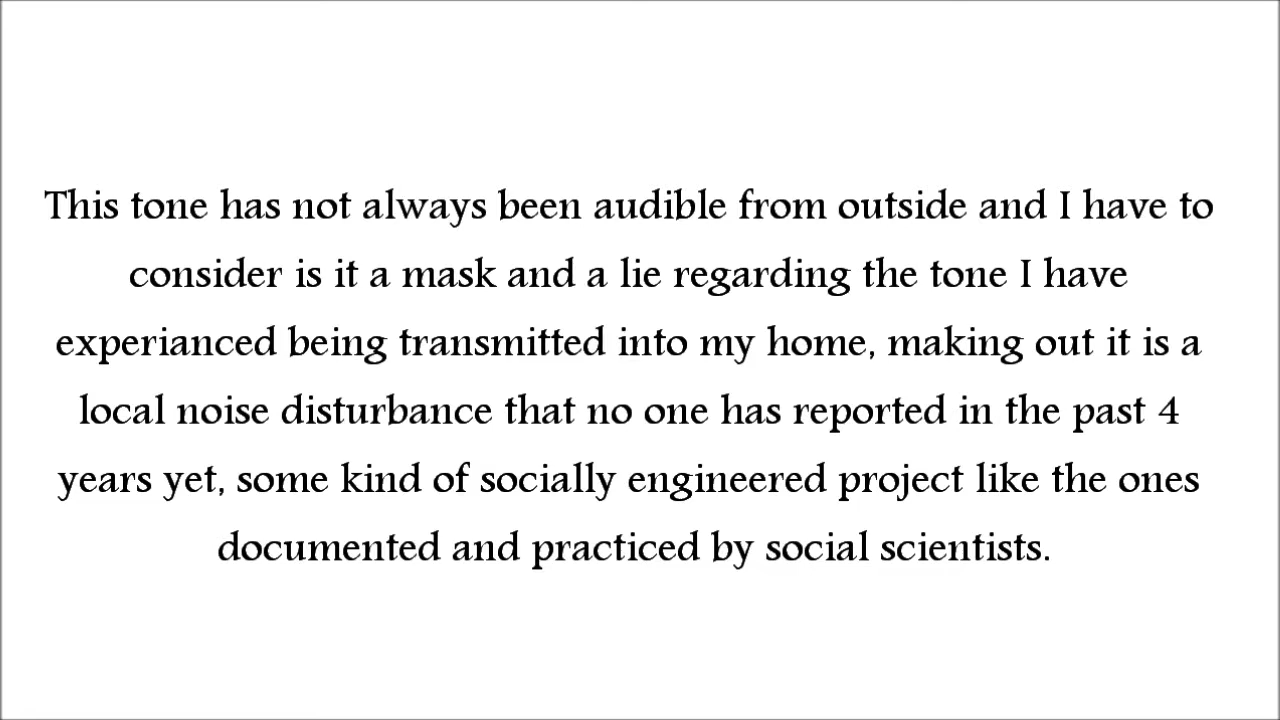 This tone has not always been audible from outside and I have to
consider is it a mask and a lie regarding the tone I have
experianced being transmitted into my home, making out it is a
local noise disturbance that no one has reported in the past 4
years yet, some kind of socially engineered project like the ones
documented and practiced by social scientists.